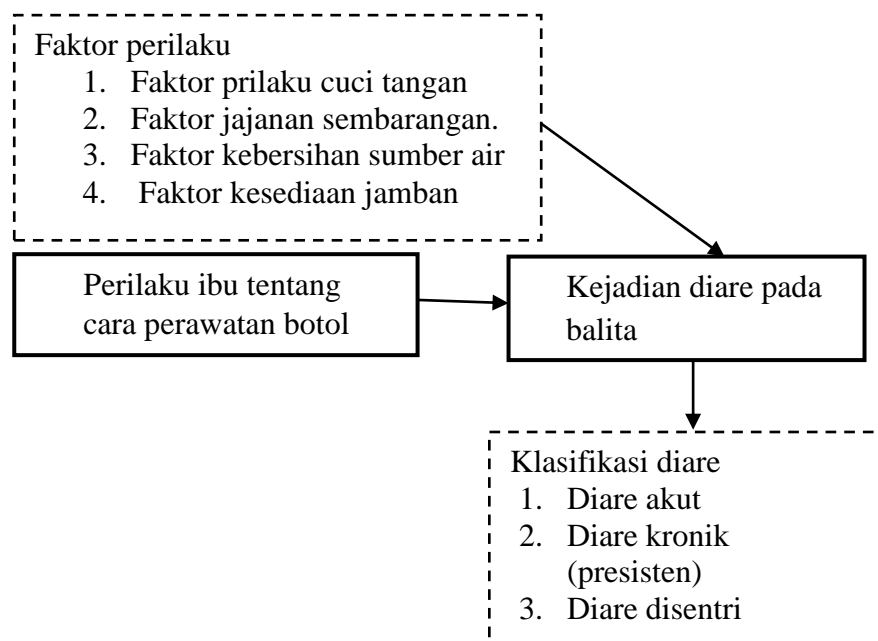 Faktor perilaku
1. Faktor prilaku cuci tangan
2. Faktor jajanan sembarangan.
3. Faktor kebersihan sumber air
4. Faktor kesediaan jamban
Perilaku ibu tentang
cara perawatan botol
Kejadian diare pada
balita
Klasifikasi diare
1. Diare akut
2. Diare kronik
(presisten)
3. Diare disentri